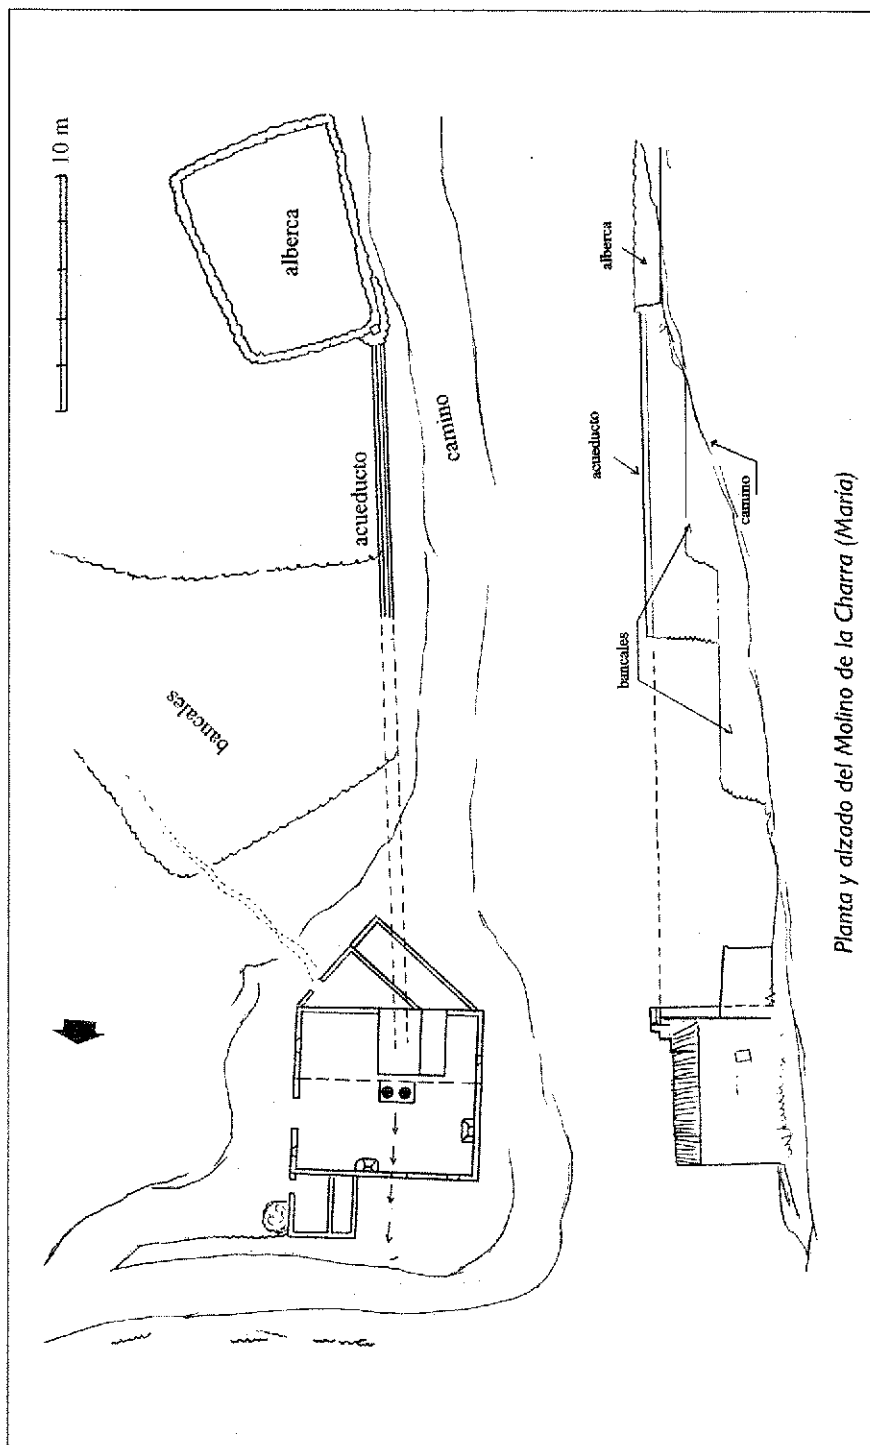 10 m
alberca
acueducto
camino
bancales
alberca
acueducto
camino
bancales
Planta y alzado del Molino de la Charra (María)